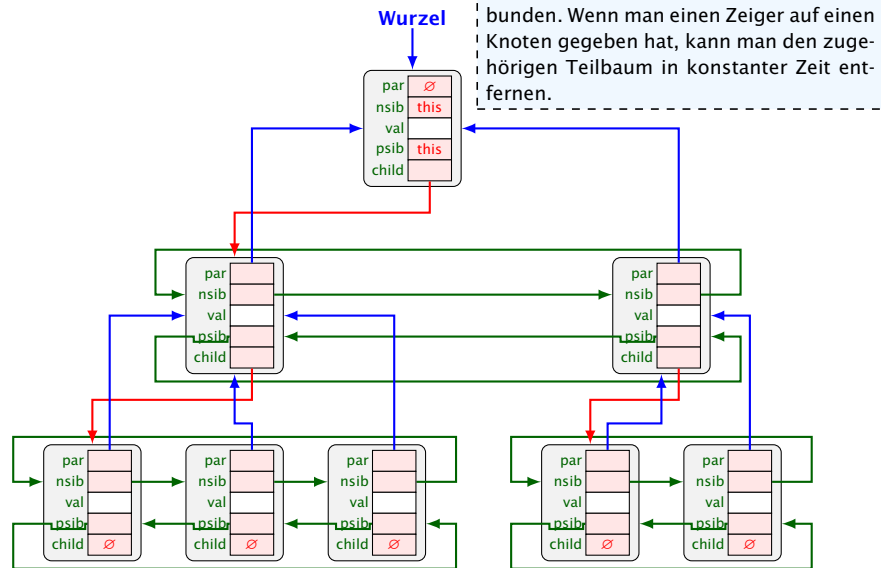 Wurzel
bunden. Wenn man einen Zeiger auf einen
Knoten gegeben hat, kann man den zuge-
hörigen Teilbaum in konstanter Zeit ent-
fernen.
par ∅
nsib this
val
psib this
child
par par
nsib nsib
val val
psib psib
child child
par par par par par
nsib nsib nsib nsib nsib
val val val val val
psib psib psib psib psib
child ∅ child ∅ child ∅ child ∅ child ∅